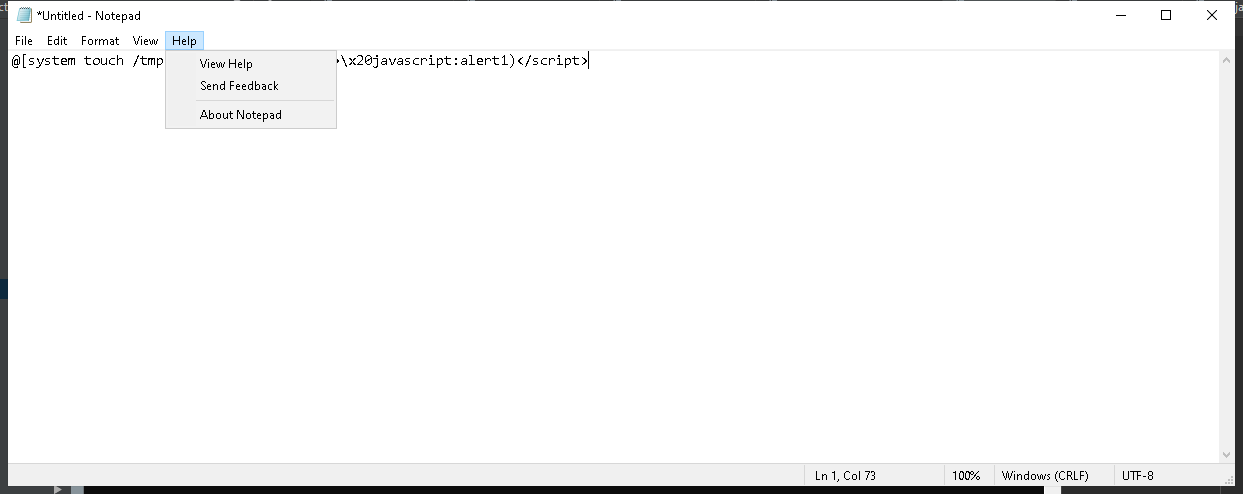 *Untitled - Notepad
File Edit Format View Help
@[system touch /tmp \x20javascript:alert1)</script>
View Help
Send Feedback
About Notepad
Ln 1, Col 73 100% Windows (CRLF) UTF-8